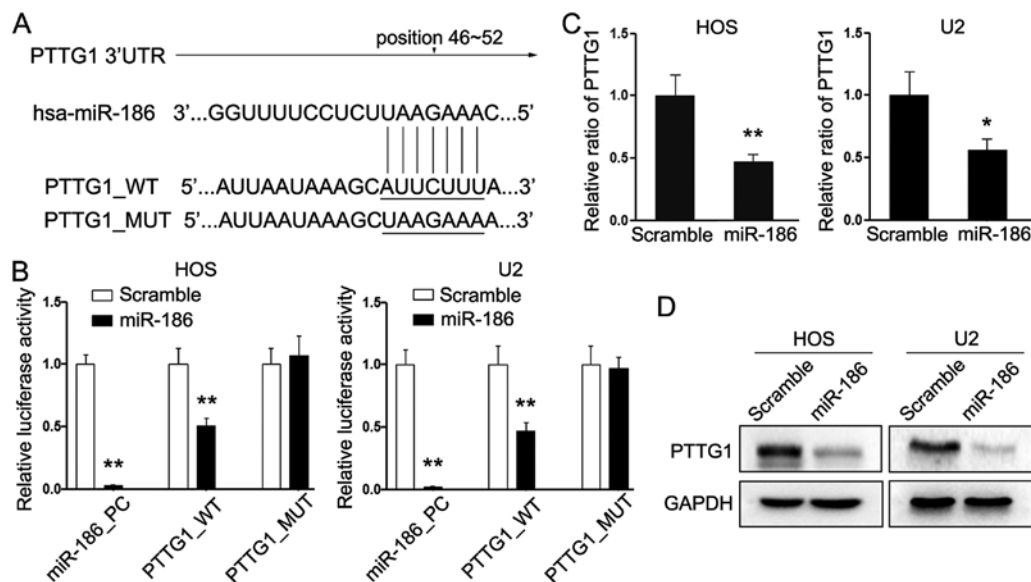 A
PTTG1 3'UTR
position 46~52
hsa-miR-186 3'...GGUUUUCCUCUUAAGAAAC...5'
PTTG1_WT 5'...AUUAAUAAAGCAUUCUUUA...3'
PTTG1_MUT 5'...AUUAAUAAAGCUAAGAAAA...3'
B
HOS
Relative luciferase activity
1.5
1.0
0.5
0.0
Scramble
miR-186
**
**
miR-186_PC
PTTG1_WT
PTTG1_MUT
U2
Relative luciferase activity
1.5
1.0
0.5
0.0
Scramble
miR-186
**
**
miR-186_PC
PTTG1_WT
PTTG1_MUT
C
HOS
Relative ratio of PTTG1
1.5
1.0
0.5
0.0
**
Scramble miR-186
U2
Relative ratio of PTTG1
1.5
1.0
0.5
0.0
*
Scramble miR-186
D
HOS U2
Scramble miR-186 Scramble miR-186
PTTG1
GAPDH